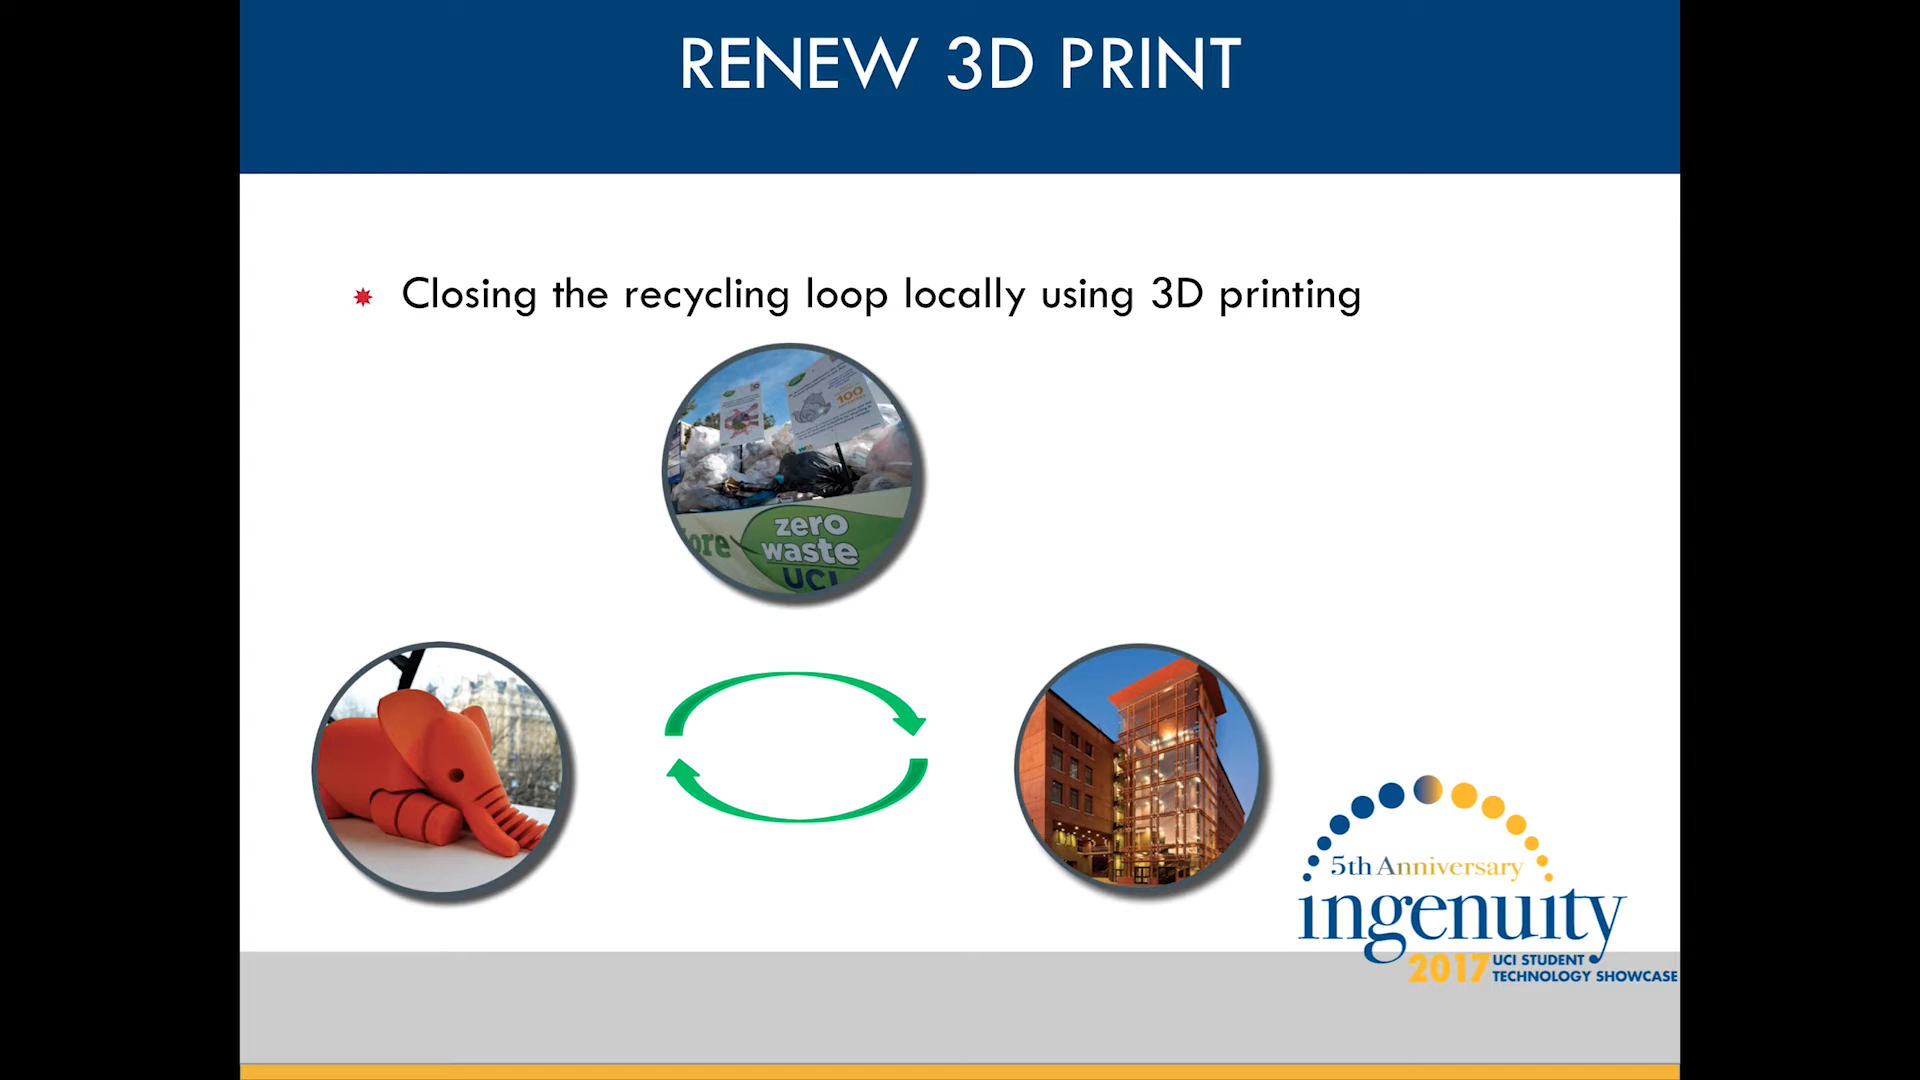 RENEW 3D PRINT
Closing the recycling loop locally using 3D printing
100
ore
zero
waste
UCI
5th Anniversary
ingenuity
2017 UCI STUDENT
TECHNOLOGY SHOWCASE